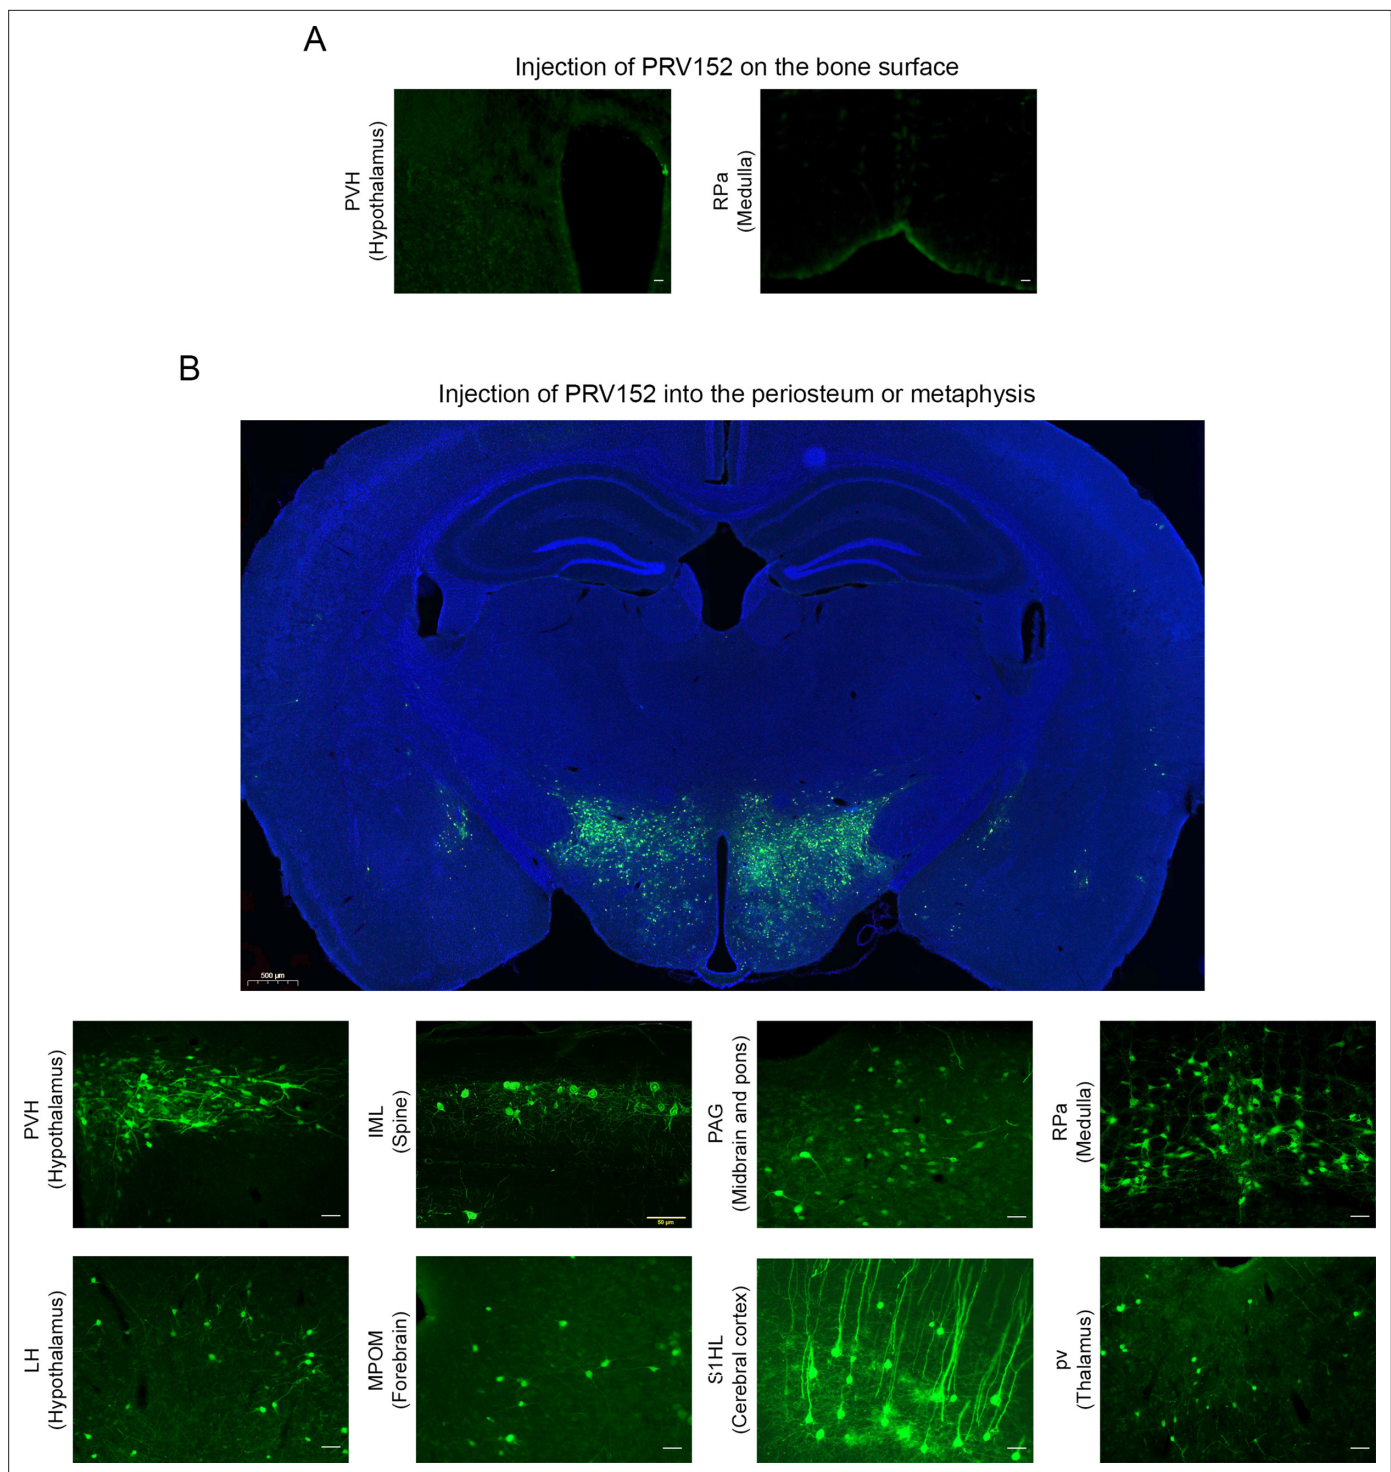 A
Injection of PRV152 on the bone surface
PVH
(Hypothalamus)
RPa
(Medulla)
B
Injection of PRV152 into the periosteum or metaphysis
500 µm
PVH
(Hypothalamus)
IML
(Spine)
50 µm
PAG
(Midbrain and pons)
RPa
(Medulla)
LH
(Hypothalamus)
MPOM
(Forebrain)
S1HL
(Cerebral cortex)
pv
(Thalamus)